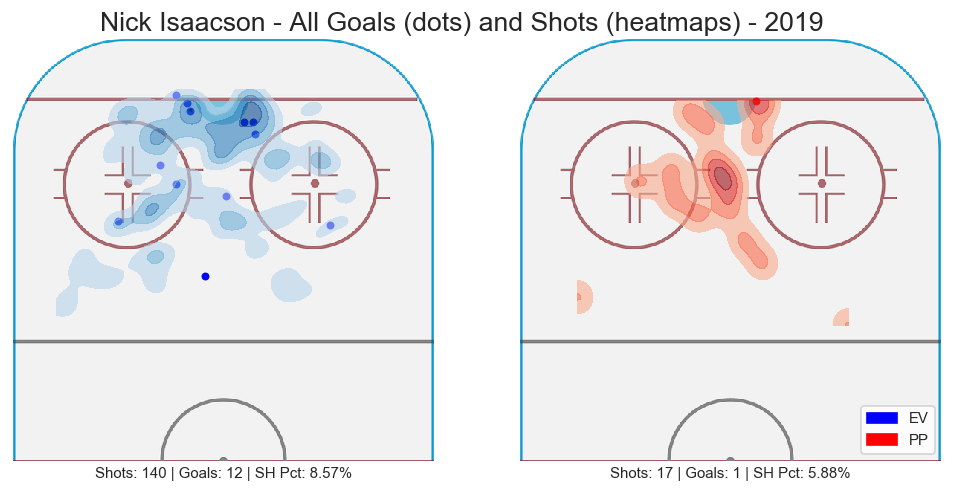 Nick Isaacson - All Goals (dots) and Shots (heatmaps) - 2019
EV
PP
Shots: 140 | Goals: 12 | SH Pct: 8.57%
Shots: 17 | Goals: 1 | SH Pct: 5.88%